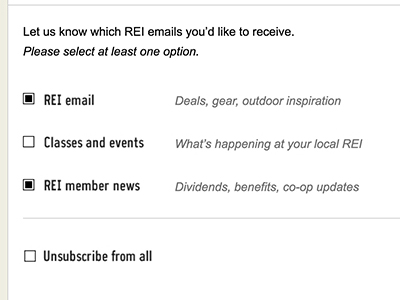 Let us know which REI emails you'd like to receive.
Please select at least one option.
REI email Deals, gear, outdoor inspiration
Classes and events What's happening at your local REI
REI member news Dividends, benefits, co-op updates
Unsubscribe from all